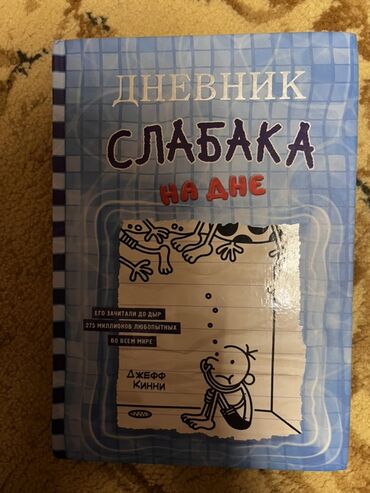 ДНЕВНИК
СЛАБАКА
НА ДНЕ
ЕГО ЗАЧИТАЛИ ДО ДЫР
275 МИЛЛИОНОВ ЛЮБОПЫТНЫХ
ВО ВСЕМ МИРЕ
ДЖЕФФ
КИННИ